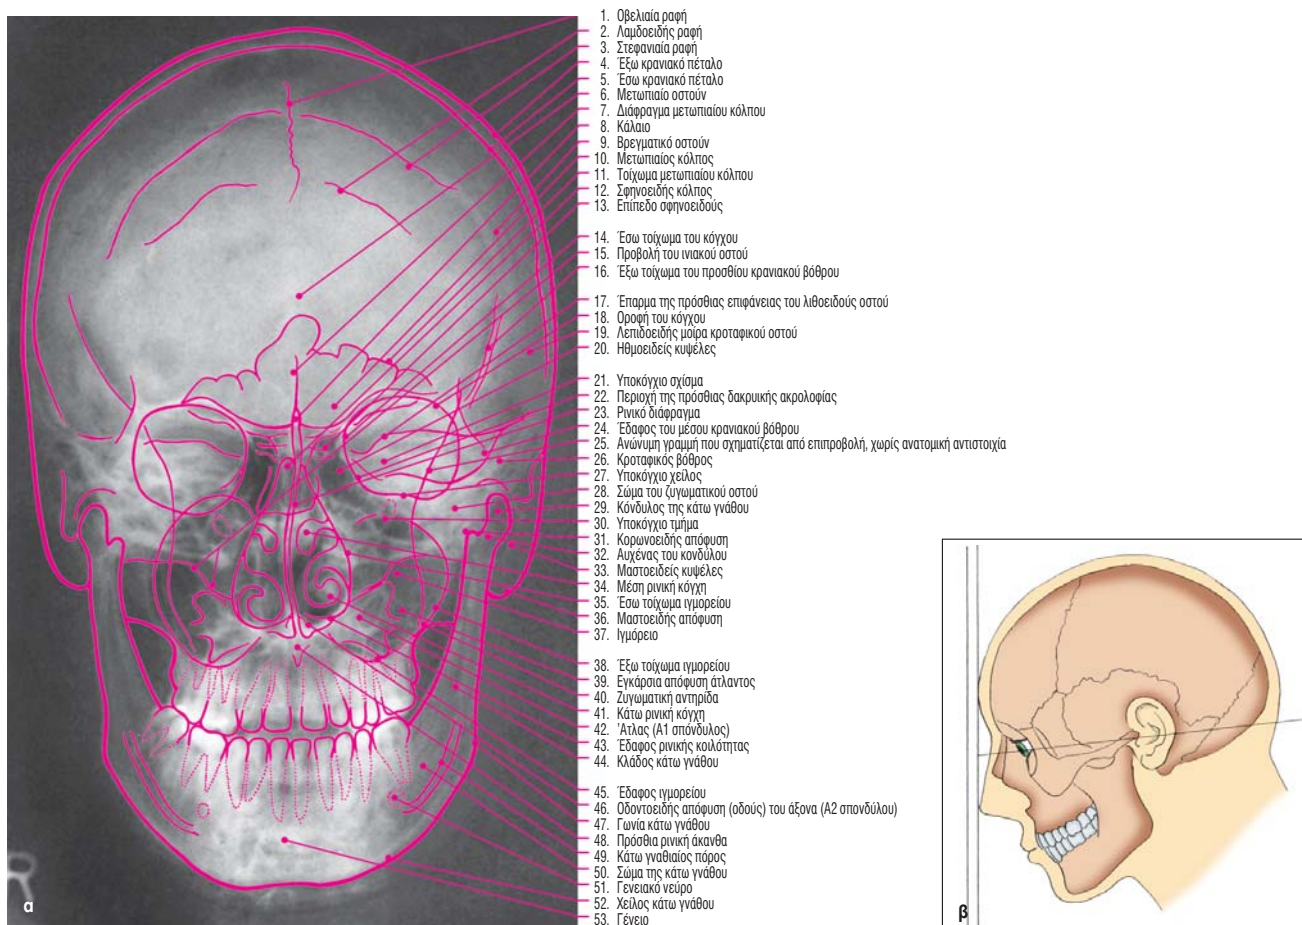 1. Οβελιαία ραφή
2. Λαμδοειδής ραφή
3. Στεφανιαία ραφή
4. Έξω κρανιακό πέταλο
5. Έσω κρανιακό πέταλο
6. Μετωπιαίο οστούν
7. Διάφραγμα μετωπιαίου κόλπου
8. Κάλαιο
9. Βρεγματικό οστούν
10. Μετωπιαίος κόλπος
11. Τοίχωμα μετωπιαίου κόλπου
12. Σφηνοειδής κόλπος
13. Επίπεδο σφηνοειδούς
14. Έσω τοίχωμα του κόγχου
15. Προβολή του ινιακού οστού
16. Έξω τοίχωμα του προσθίου κρανιακού βόθρου
17. Έπαρμα της πρόσθιας επιφάνειας του λιθοειδούς οστού
18. Οροφή του κόγχου
19. Λεπιδοειδής μοίρα κροταφικού οστού
20. Ηθμοειδείς κυψέλες
21. Υποκόγχιο σχίσμα
22. Περιοχή της πρόσθιας δακρυικής ακρολοφίας
23. Ρινικό διάφραγμα
24. Έδαφος του μέσου κρανιακού βόθρου
25. Ανώνυμη γραμμή που σχηματίζεται από επιπροβολή, χωρίς ανατομική αντιστοιχία
26. Κροταφικός βόθρος
27. Υποκόγχιο χείλος
28. Σώμα του ζυγωματικού οστού
29. Κόνδυλος της κάτω γνάθου
30. Υποκόγχιο τμήμα
31. Κορωνοειδής απόφυση
32. Αυχένας του κονδύλου
33. Μαστοειδείς κυψέλες
34. Μέση ρινική κόγχη
35. Έσω τοίχωμα ιγμορείου
36. Μαστοειδής απόφυση
37. Ιγμόρειο
38. Έξω τοίχωμα ιγμορείου
39. Εγκάρσια απόφυση άτλαντος
40. Ζυγωματική αντηρίδα
41. Κάτω ρινική κόγχη
42. Άτλας (Α1 σπόνδυλος)
43. Έδαφος ρινικής κοιλότητας
44. Κλάδος κάτω γνάθου
45. Έδαφος ιγμορείου
46. Οδοντοειδής απόφυση (οδούς) του άξονα (Α2 σπονδύλου)
47. Γωνία κάτω γνάθου
48. Πρόσθια ρινική άκανθα
49. Κάτω γναθιαίος πόρος
50. Σώμα της κάτω γνάθου
51. Γενειακό νεύρο
52. Χείλος κάτω γνάθου
53. Γένειο
R
α
β